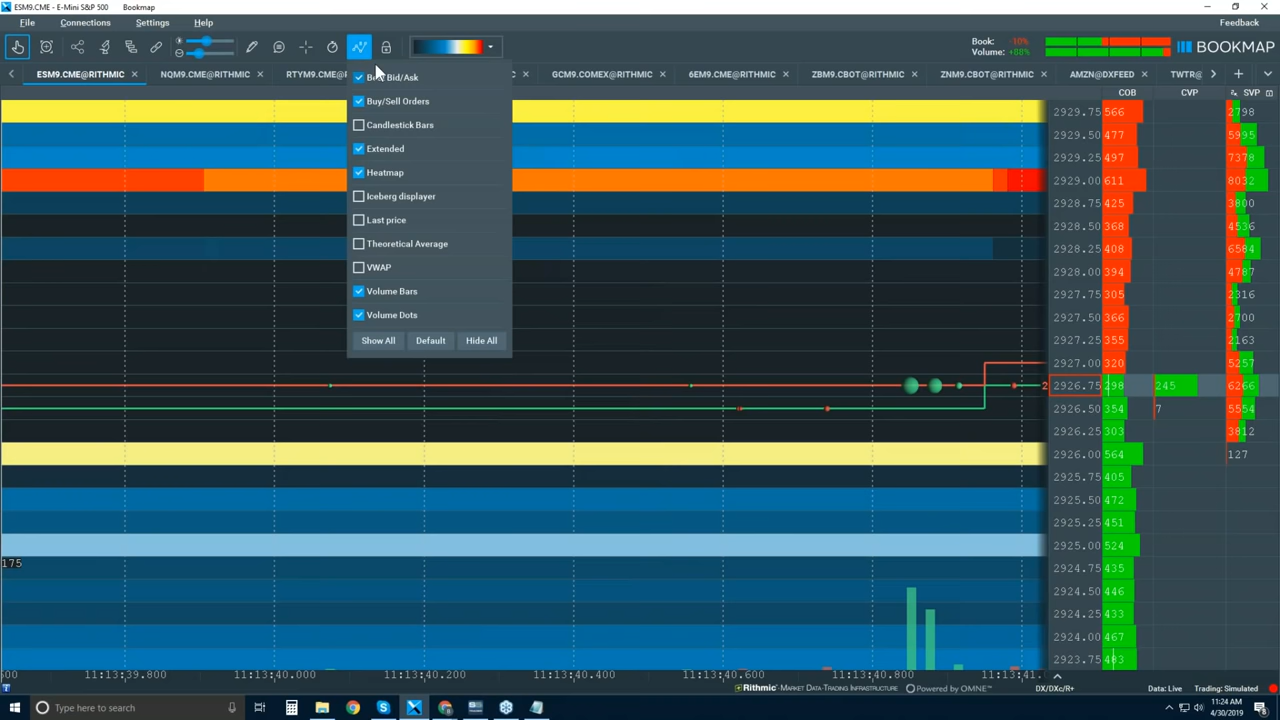 ESM9.CME@ - E-Mini S&P 500 Bookmap
File Connections Settings Help Feedback
Book: -10%
Volume: +88%
BOOKMAP
ESM9.CME@RITHMIC NQM9.CME@RITHMIC RTYM9.CME@F GCM9.COMEX@RITHMIC 6EM9.CME@RITHMIC ZBM9.CBOT@RITHMIC ZNM9.CBOT@RITHMIC AMZN@DXFEED TWTR@
COB CVP SVP
Bid/Ask
Buy/Sell Orders
Candlestick Bars
Extended
Heatmap
Iceberg displayer
Last price
Theoretical Average
VWAP
Volume Bars
Volume Dots
Show All Default Hide All
2929.75 566 2798
2929.50 477 5995
2929.25 497 7378
2929.00 611 8032
2928.75 425 3800
2928.50 368 4536
2928.25 408 6584
2928.00 394 4787
2927.75 305 2316
2927.50 366 2700
2927.25 355 2163
2927.00 320 5257
2 2926.75 298 245 6266
2926.50 354 7 5554
2926.25 303 3812
2926.00 564 127
2925.75 405
2925.50 472
2925.25 451
2925.00 524
175 2924.75 435
2924.50 446
2924.25 433
2924.00 467
2923.75 483
600 11:13:39.800 11:13:40.000 11:13:40.200 11:13:40.400 11:13:40.600 11:13:40.800 11:13:41.
Rithmic - MARKET DATA-TRADING INFRASTRUCTURE Powered by OMNE™ DX/DXc/R+ Data: Live Trading: Simulated
Type here to search
11:24 AM
4/30/2019
8